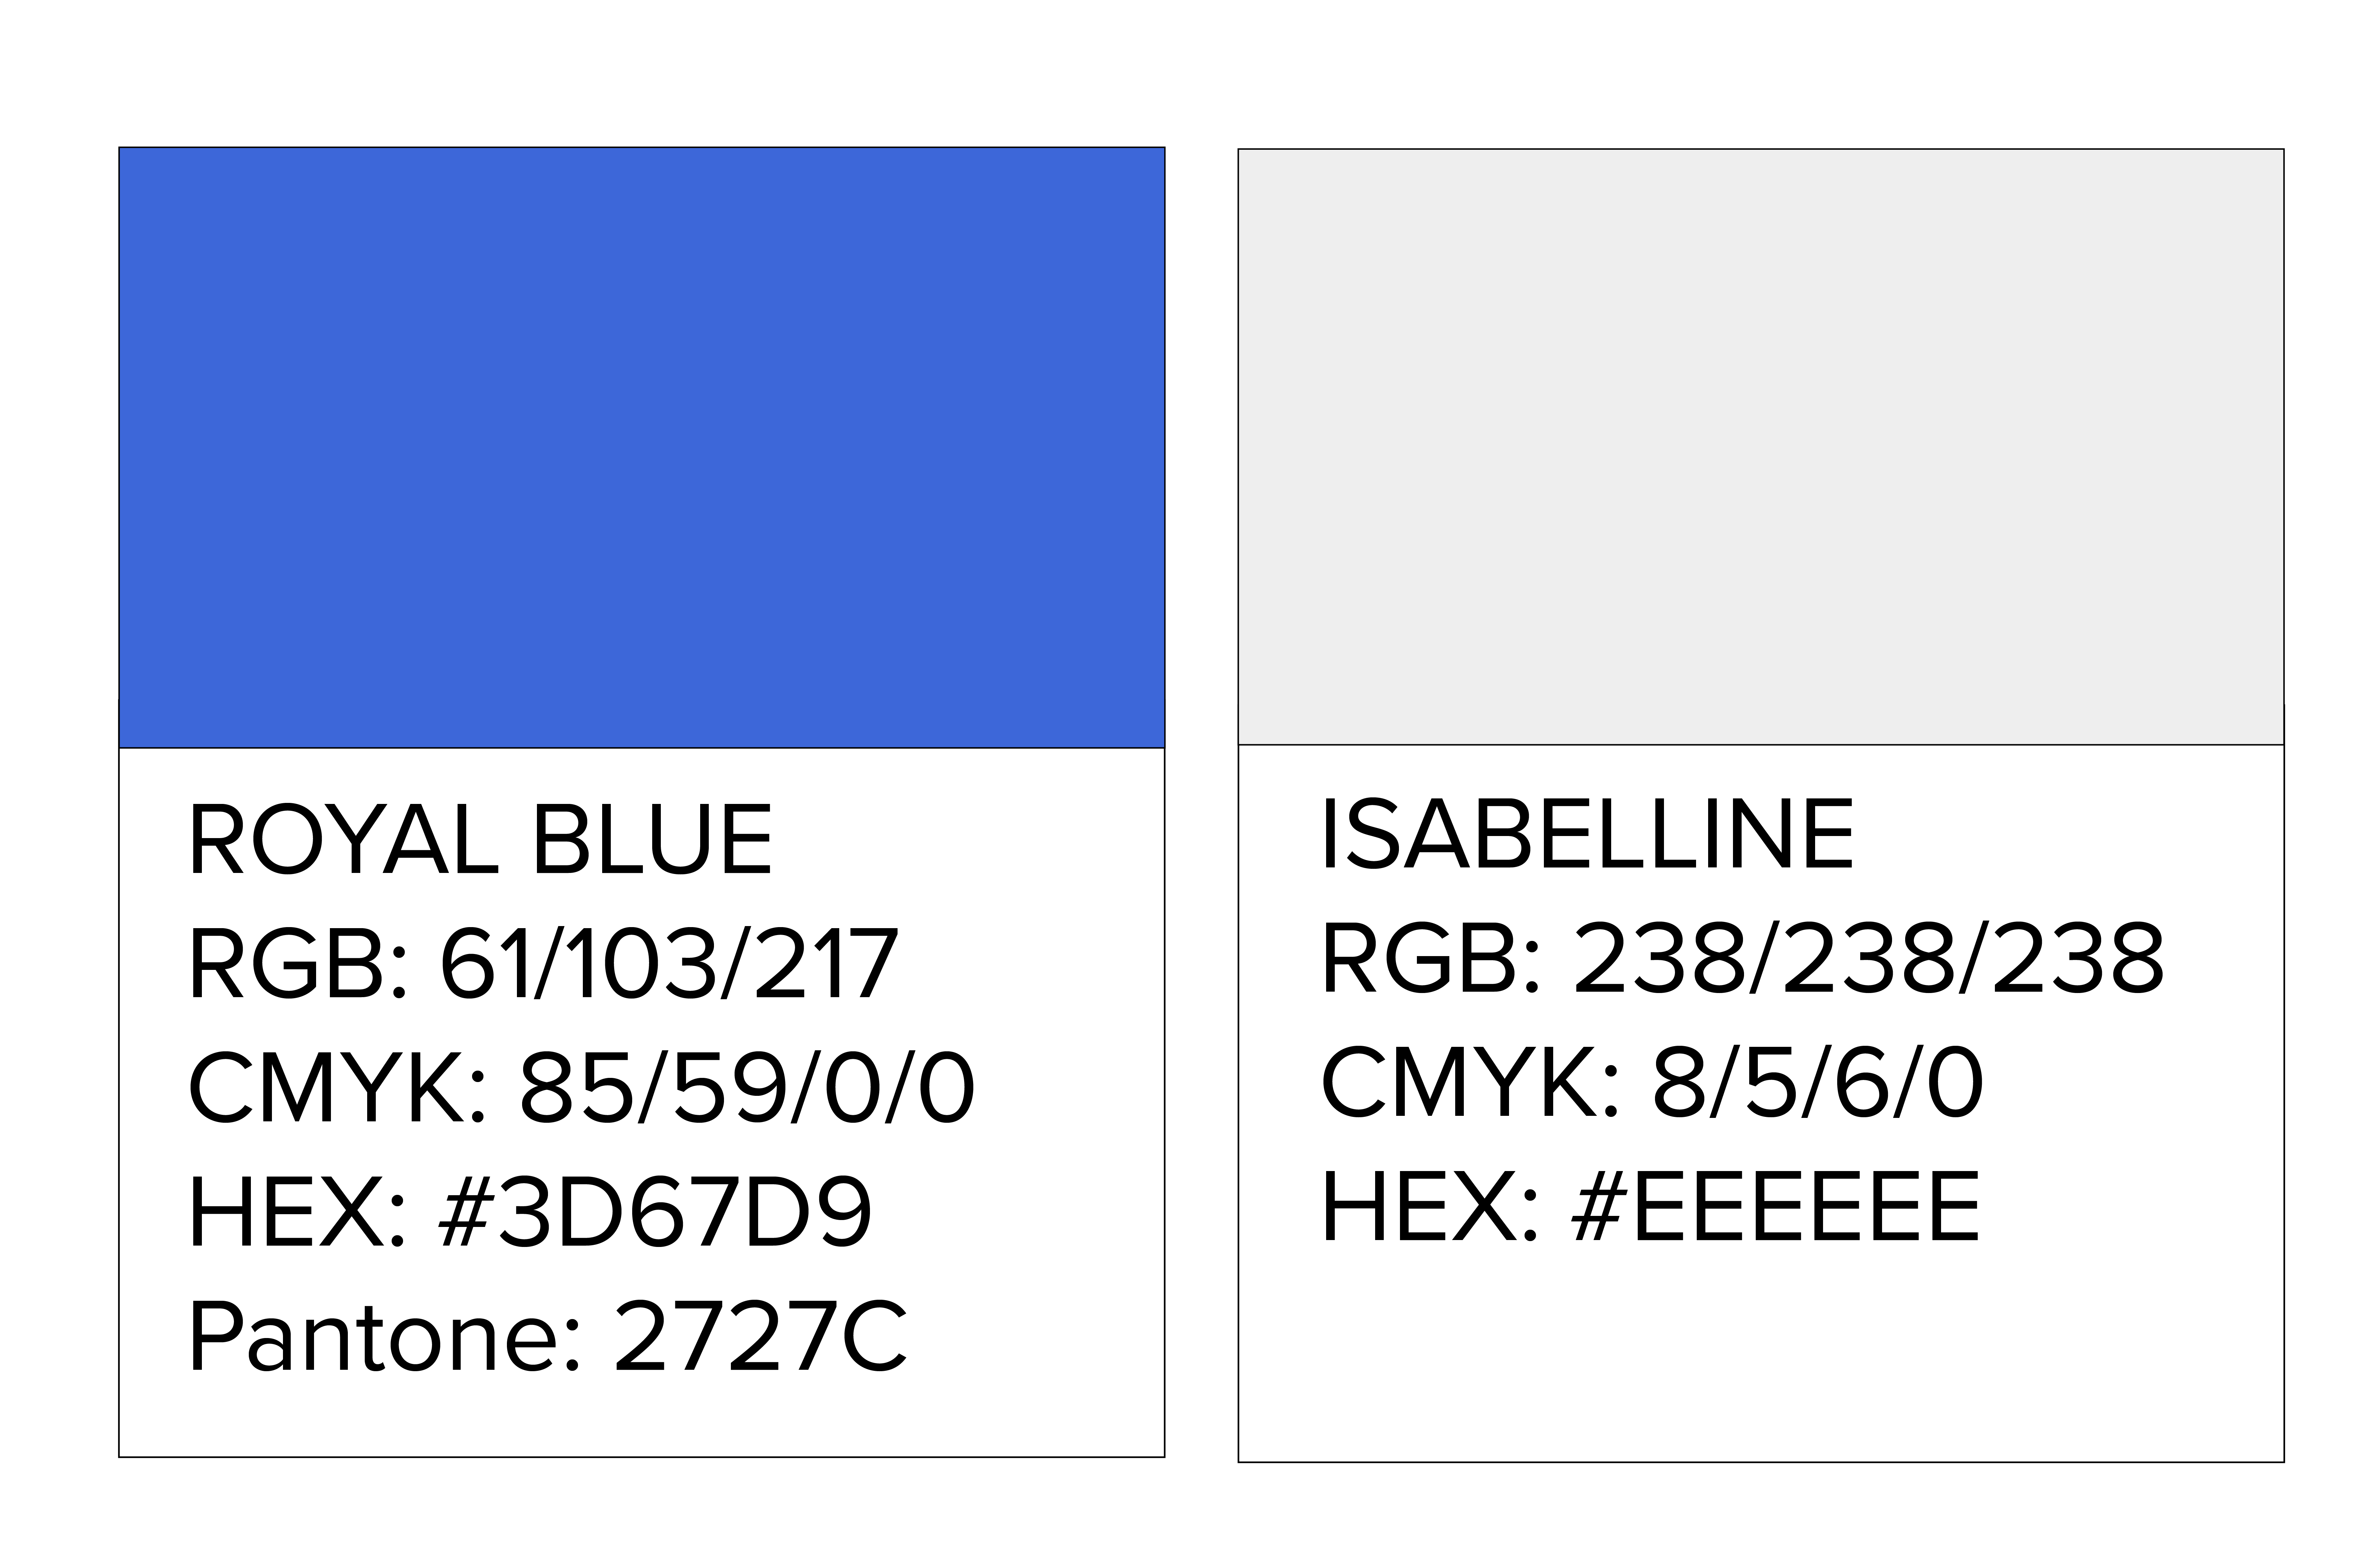 ROYAL BLUE
RGB: 61/103/217
CMYK: 85/59/0/0
HEX: #3D67D9
Pantone: 2727C
ISABELLINE
RGB: 238/238/238
CMYK: 8/5/6/0
HEX: #EEEEEE